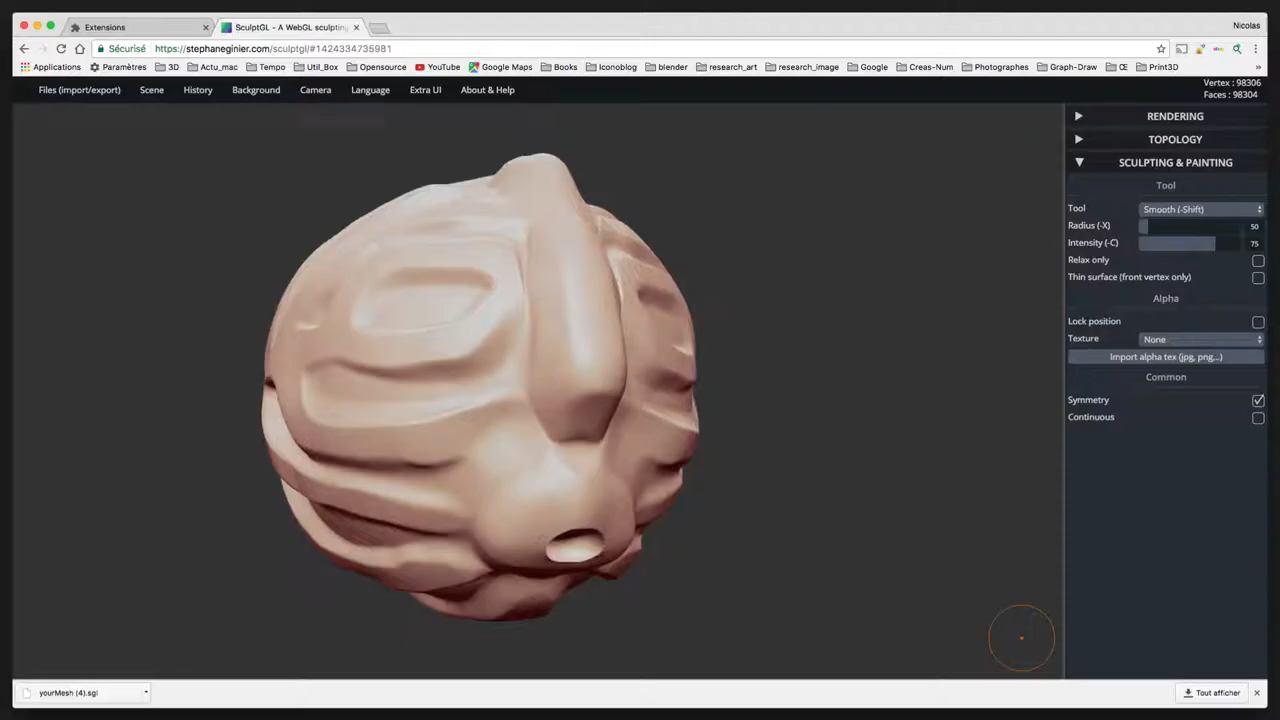 Extensions
SculptGL - A WebGL sculpting
Nicolas
Sécurisé https://stephaneginier.com/sculptgl/#1424334735981
Applications Paramètres 3D Actu_mac Tempo Util_Box Opensource YouTube Google Maps Books Iconoblog blender research_art research_image Google Creas-Num Photographes Graph-Draw Œ Print3D »
Files (import/export) Scene History Background Camera Language Extra UI About & Help
Vertex : 98306
Faces : 98304
RENDERING
TOPOLOGY
SCULPTING & PAINTING
Tool
Tool Smooth (-Shift)
Radius (-X) 50
Intensity (-C) 75
Relax only
Thin surface (front vertex only)
Alpha
Lock position
Texture None
Import alpha tex (jpg, png...)
Common
Symmetry
Continuous
yourMesh (4).sgl
Tout afficher